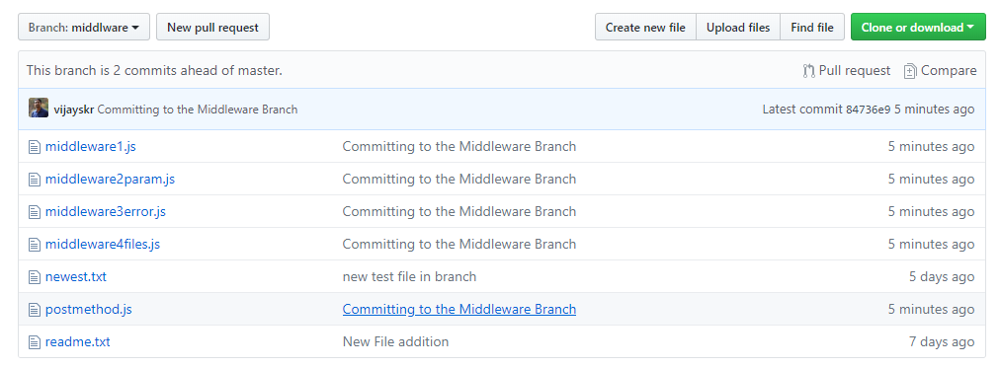 Branch: middlware New pull request Create new file Upload files Find file Clone or download
This branch is 2 commits ahead of master. Pull request Compare
vijayskr Committing to the Middleware Branch Latest commit 84736e9 5 minutes ago
middleware1.js Committing to the Middleware Branch 5 minutes ago
middleware2param.js Committing to the Middleware Branch 5 minutes ago
middleware3error.js Committing to the Middleware Branch 5 minutes ago
middleware4files.js Committing to the Middleware Branch 5 minutes ago
newest.txt new test file in branch 5 days ago
postmethod.js Committing to the Middleware Branch 5 minutes ago
readme.txt New File addition 7 days ago